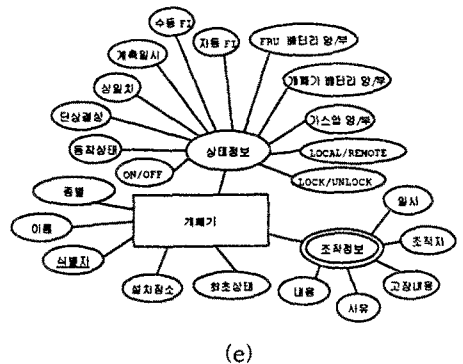 수동 FI
자동 FI
FRU 배터리 양/부
계측일시
개폐기 배터리 양/부
상일치
가스압 양/부
단상결상
동작상태
상태정보
LOCAL/REMOTE
ON/OFF
LOCK/UNLOCK
종별
일시
이름
개폐기
조작정보
조작자
식별자
설치장소
최초상태
내용
사유
고장내용
(e)